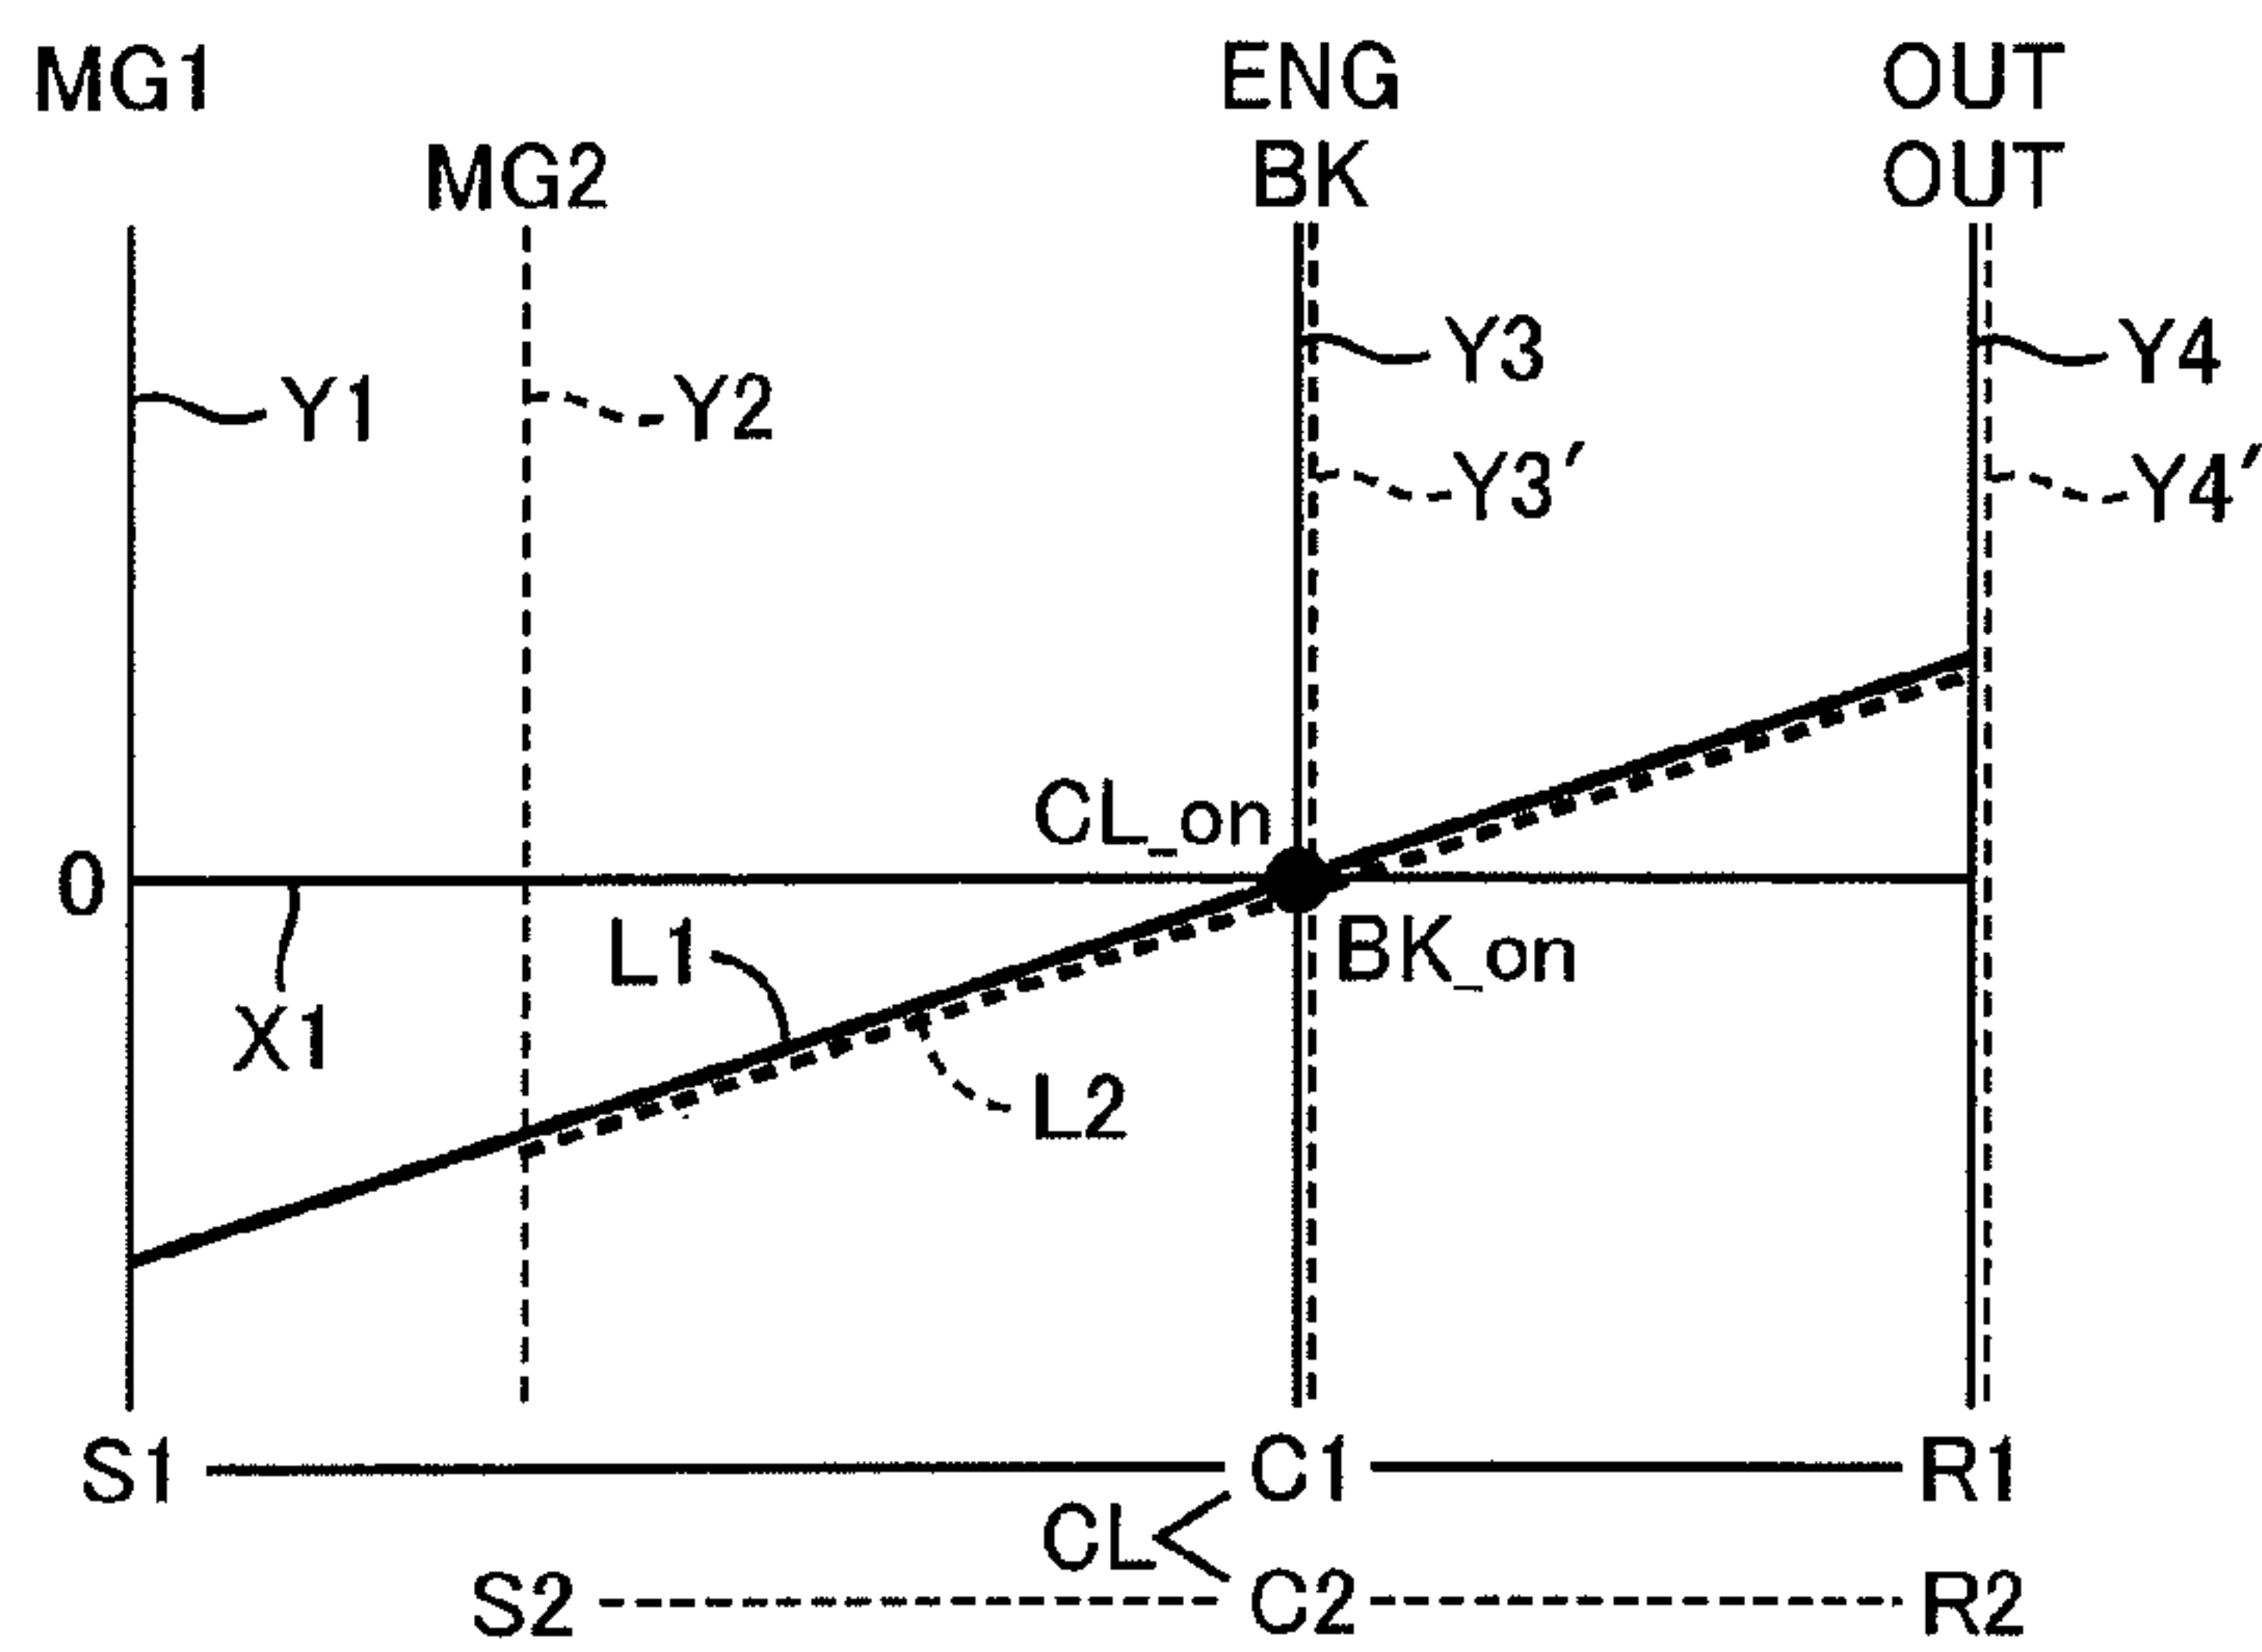 MG1 ENG OUT
MG2 BK OUT
Y3 Y4
Y1 Y2
Y3′ Y4′
CL_on
0
L1 BK_on
X1
L2
S1 C1 R1
CL
S2 C2 R2